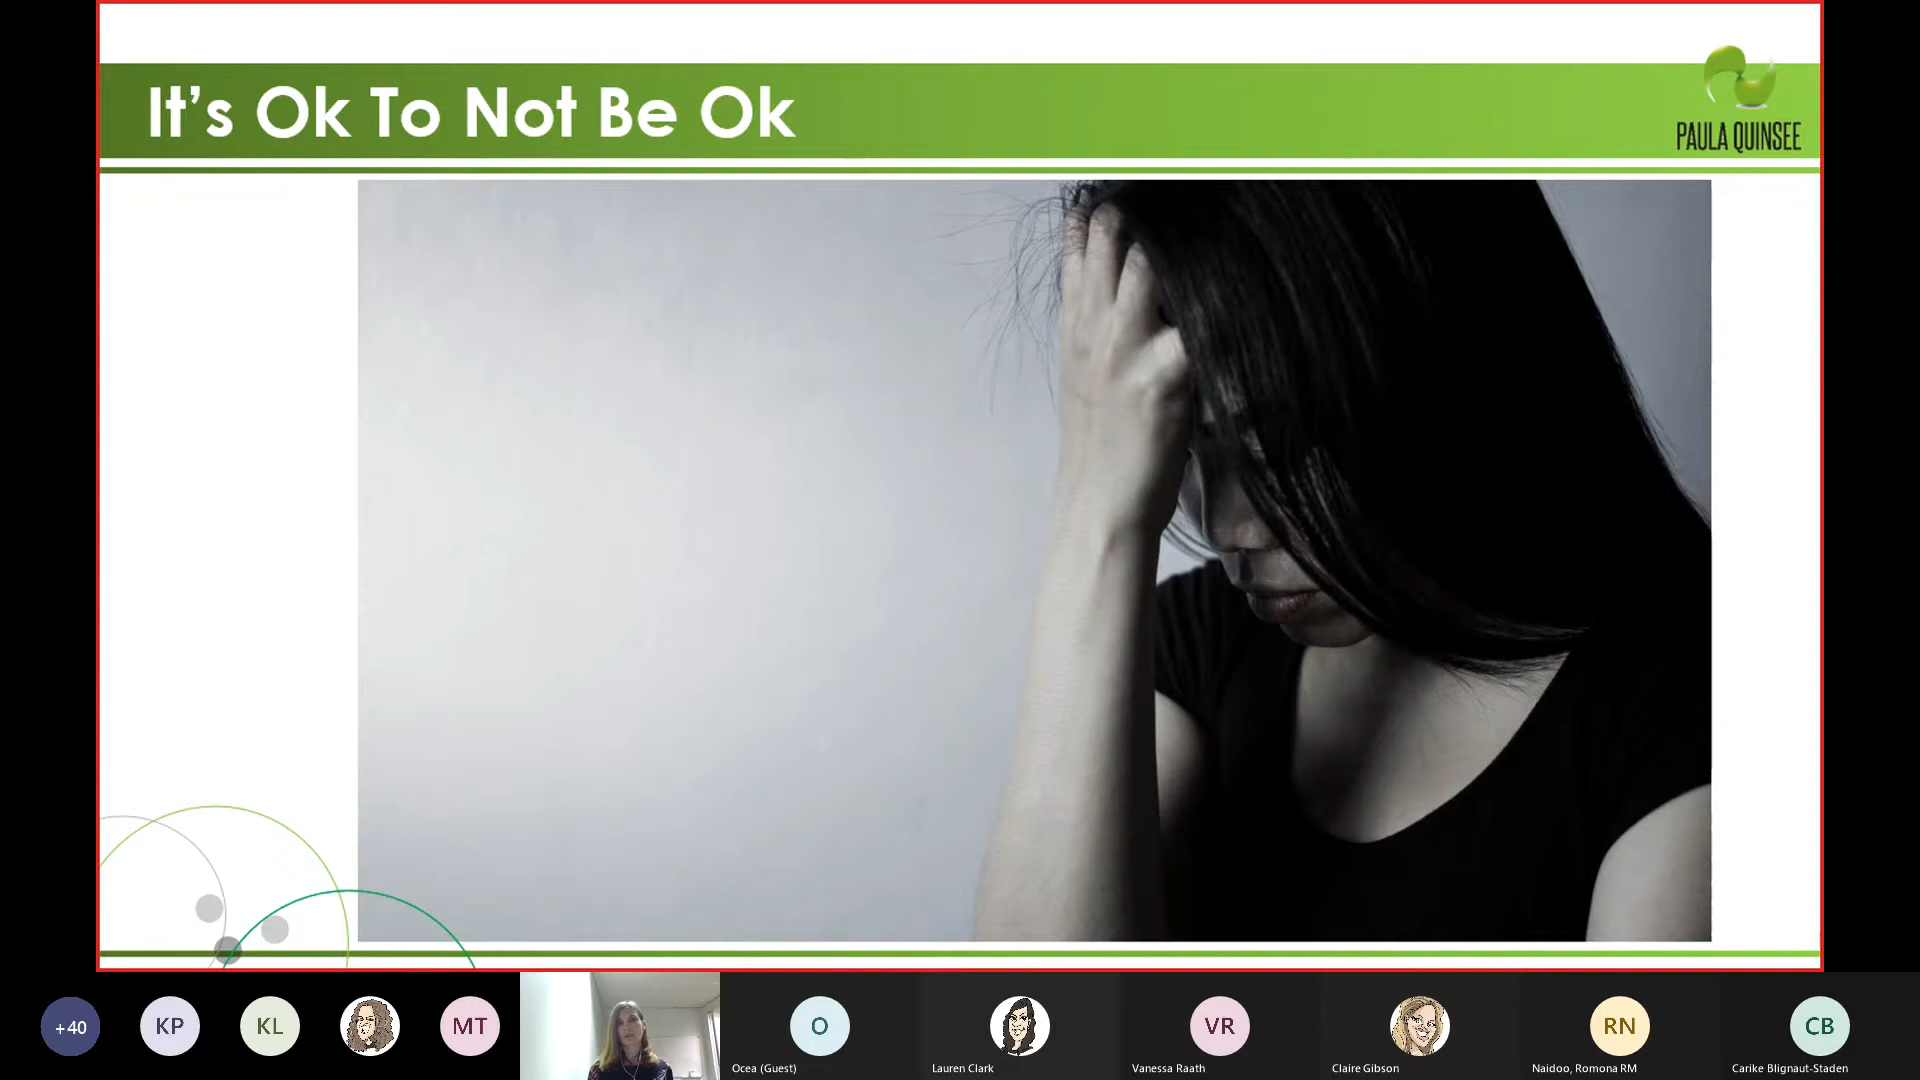 It's Ok To Not Be Ok
PAULA QUINSEE
+40
KP
KL
MT
O
VR
RN
CB
Ocea (Guest)
Lauren Clark
Vanessa Raath
Claire Gibson
Naidoo, Romona RM
Carike Blignaut-Staden